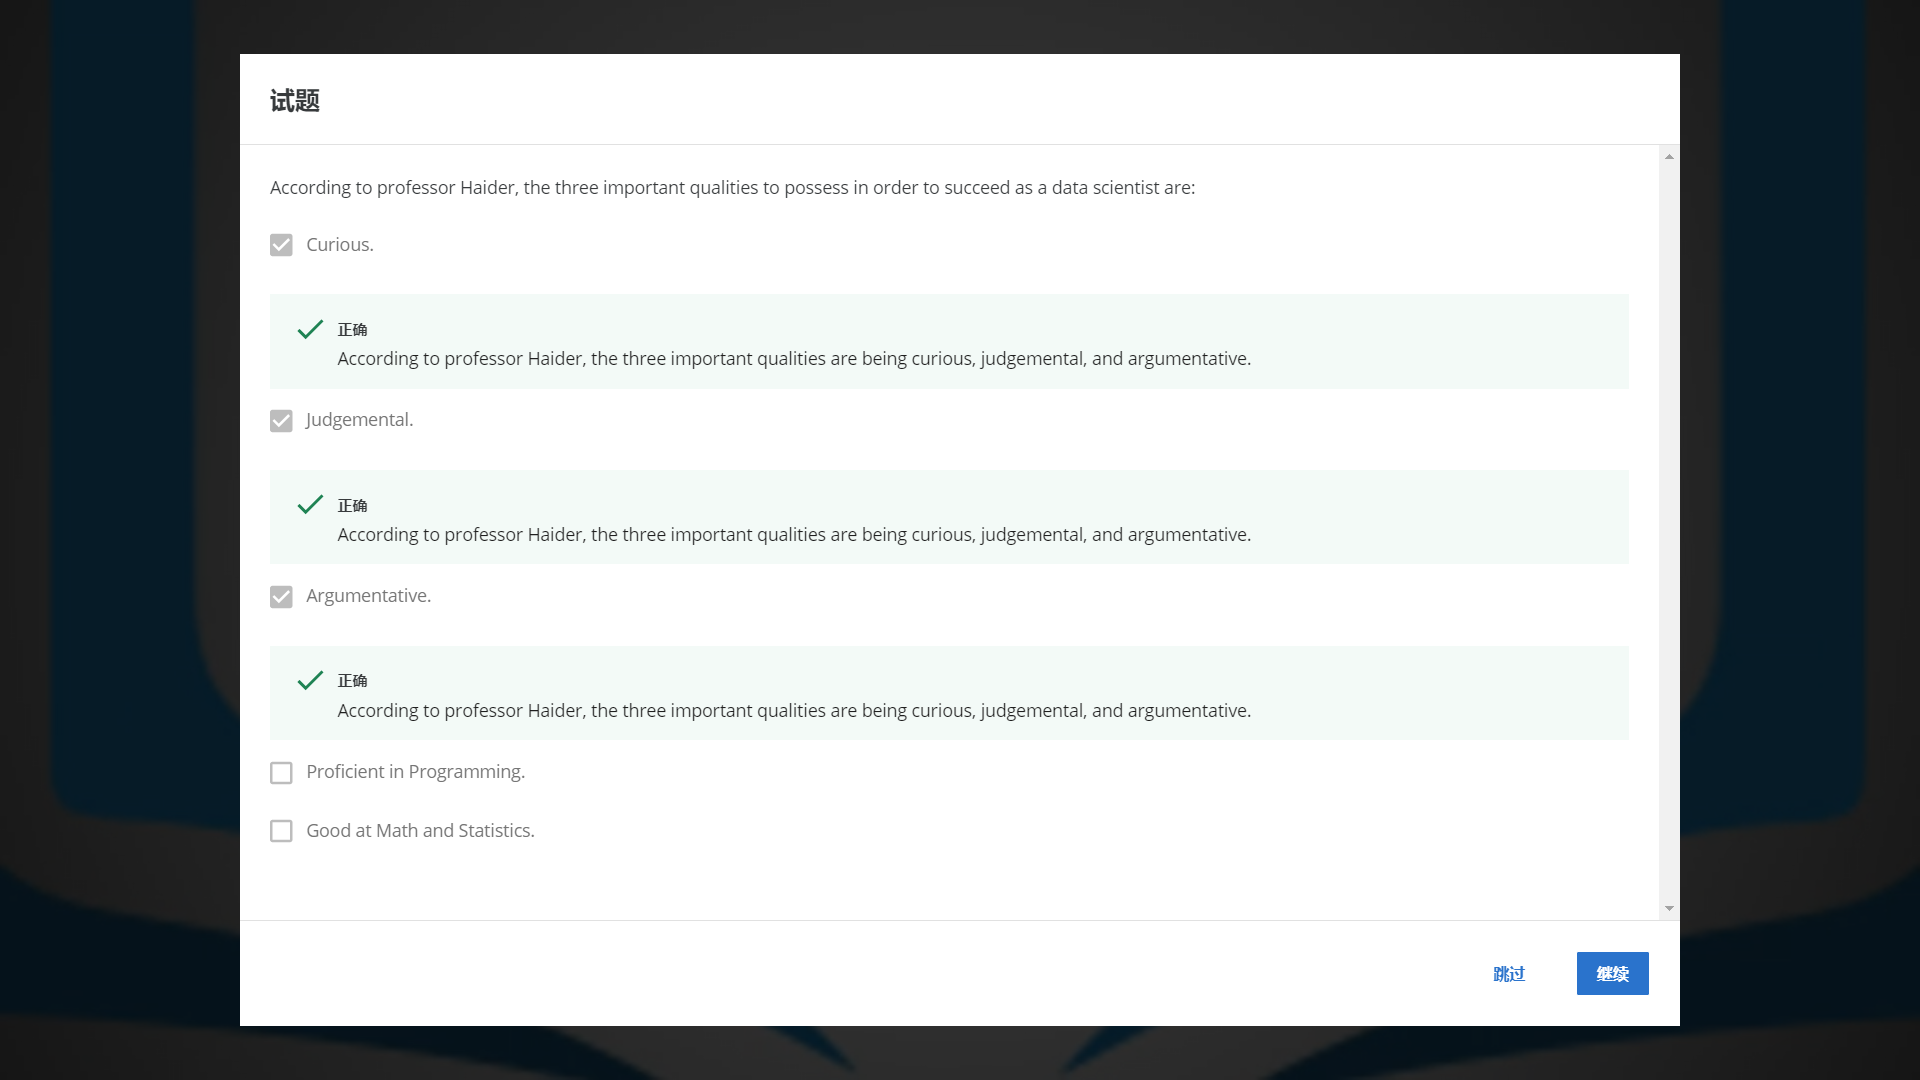 试题
According to professor Haider, the three important qualities to possess in order to succeed as a data scientist are:
Curious.
正确
According to professor Haider, the three important qualities are being curious, judgemental, and argumentative.
Judgemental.
正确
According to professor Haider, the three important qualities are being curious, judgemental, and argumentative.
Argumentative.
正确
According to professor Haider, the three important qualities are being curious, judgemental, and argumentative.
Proficient in Programming.
Good at Math and Statistics.
跳过
继续